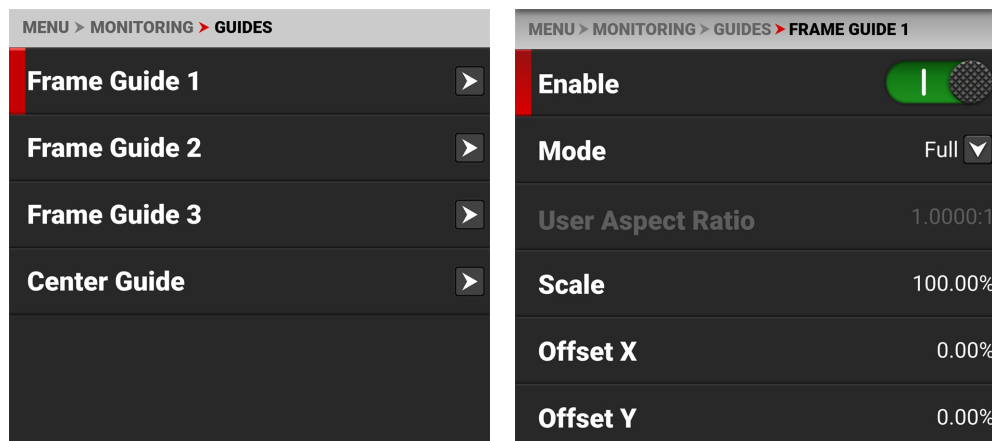 MENU > MONITORING > GUIDES
Frame Guide 1
Frame Guide 2
Frame Guide 3
Center Guide
MENU > MONITORING > GUIDES > FRAME GUIDE 1
Enable
Mode Full
User Aspect Ratio 1.0000:1
Scale 100.00%
Offset X 0.00%
Offset Y 0.00%